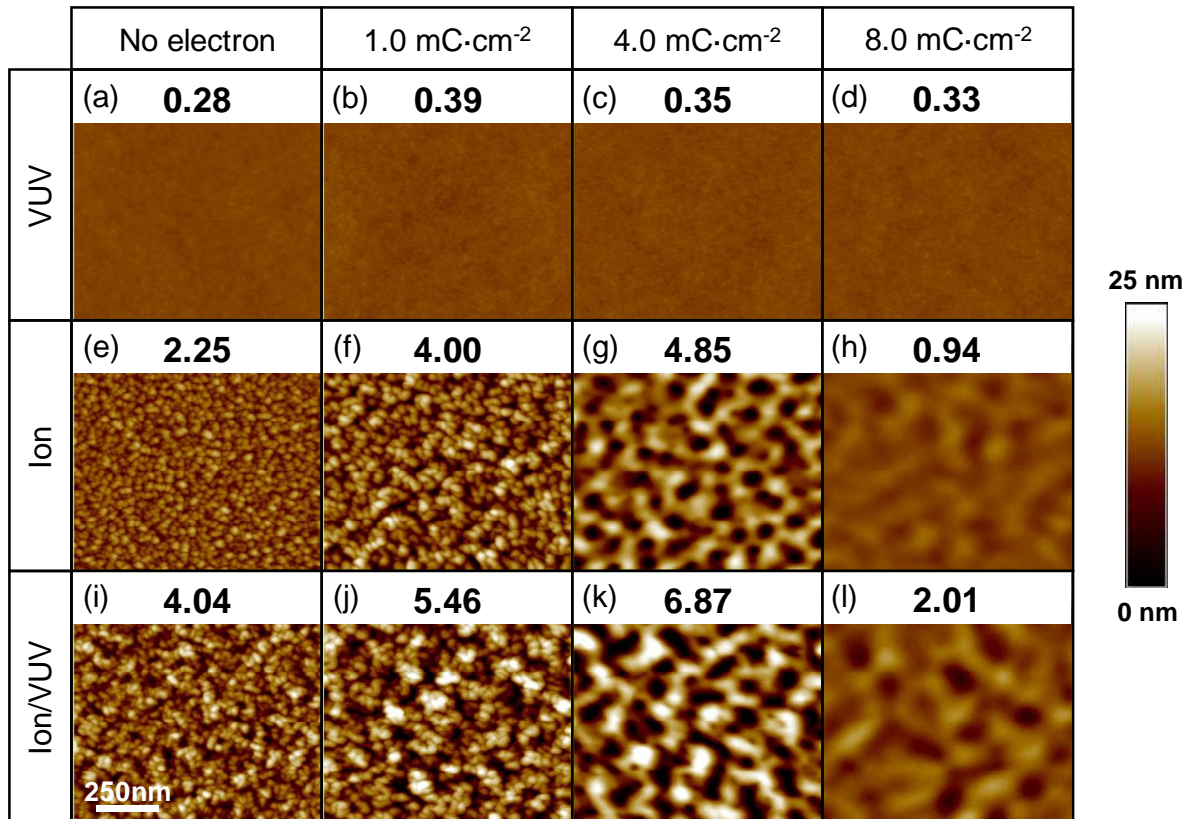 No electron 1.0 mC·cm-2 4.0 mC·cm-2 8.0 mC·cm-2
VUV
(a) 0.28 (b) 0.39 (c) 0.35 (d) 0.33
Ion
(e) 2.25 (f) 4.00 (g) 4.85 (h) 0.94
Ion/VUV
(i) 4.04 (j) 5.46 (k) 6.87 (l) 2.01
250nm
25 nm
0 nm